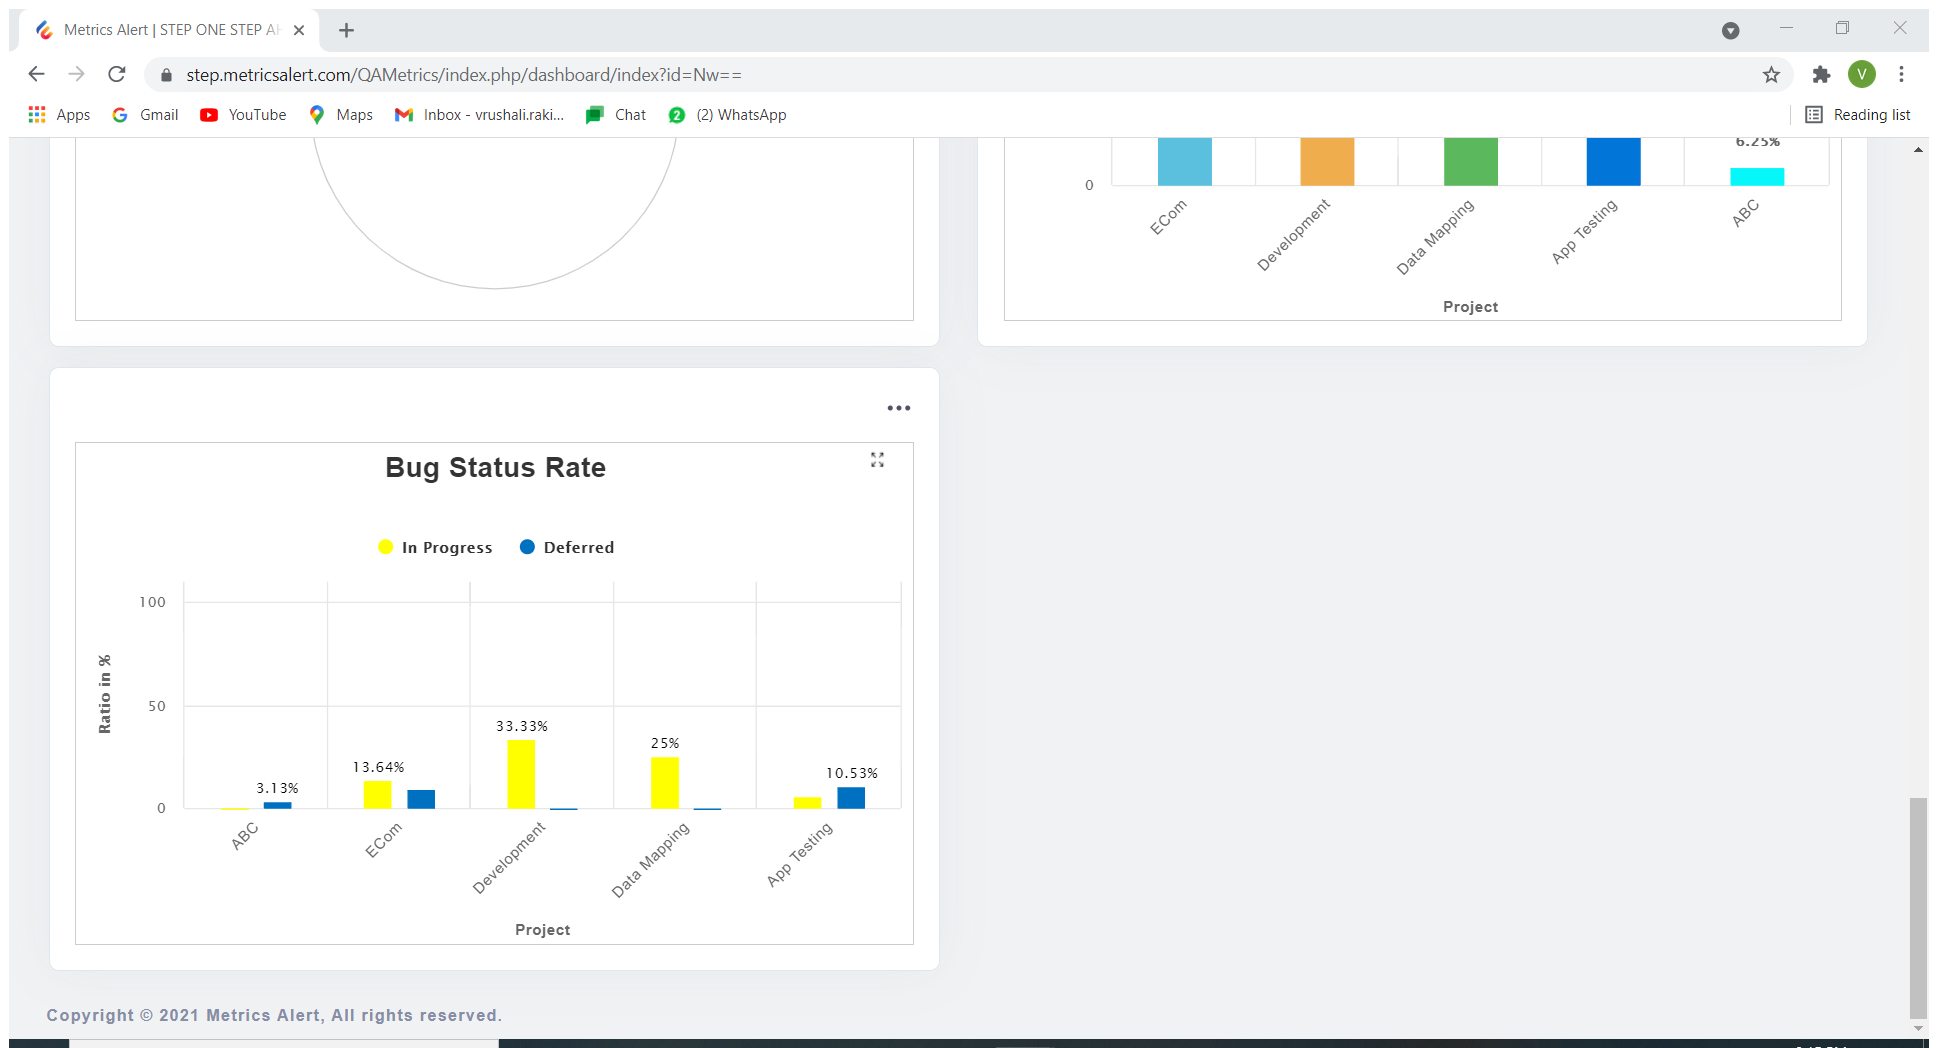 Metrics Alert | STEP ONE STEP AH
step.metricsalert.com/QAMetrics/index.php/dashboard/index?id=Nw==
V
Apps Gmail YouTube Maps Inbox - vrushali.raki... Chat 2 (2) WhatsApp Reading list
6.25%
0
ECom Development Data Mapping App Testing ABC
Project
Bug Status Rate
In Progress Deferred
100
Ratio in %
50
33.33%
25%
13.64%
10.53%
3.13%
0
ABC ECom Development Data Mapping App Testing
Project
Copyright © 2021 Metrics Alert, All rights reserved.